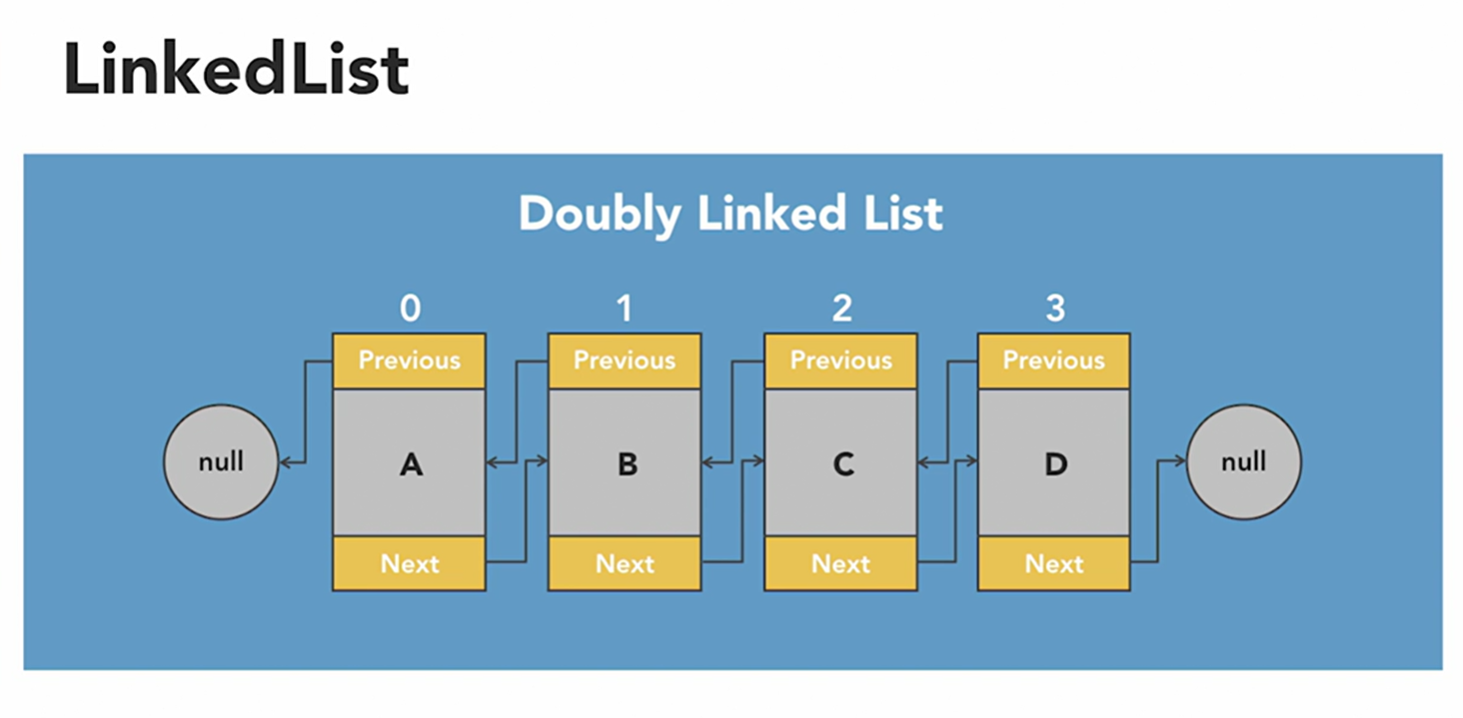 LinkedList
Doubly Linked List
0 1 2 3
Previous Previous Previous Previous
null A B C D null
Next Next Next Next